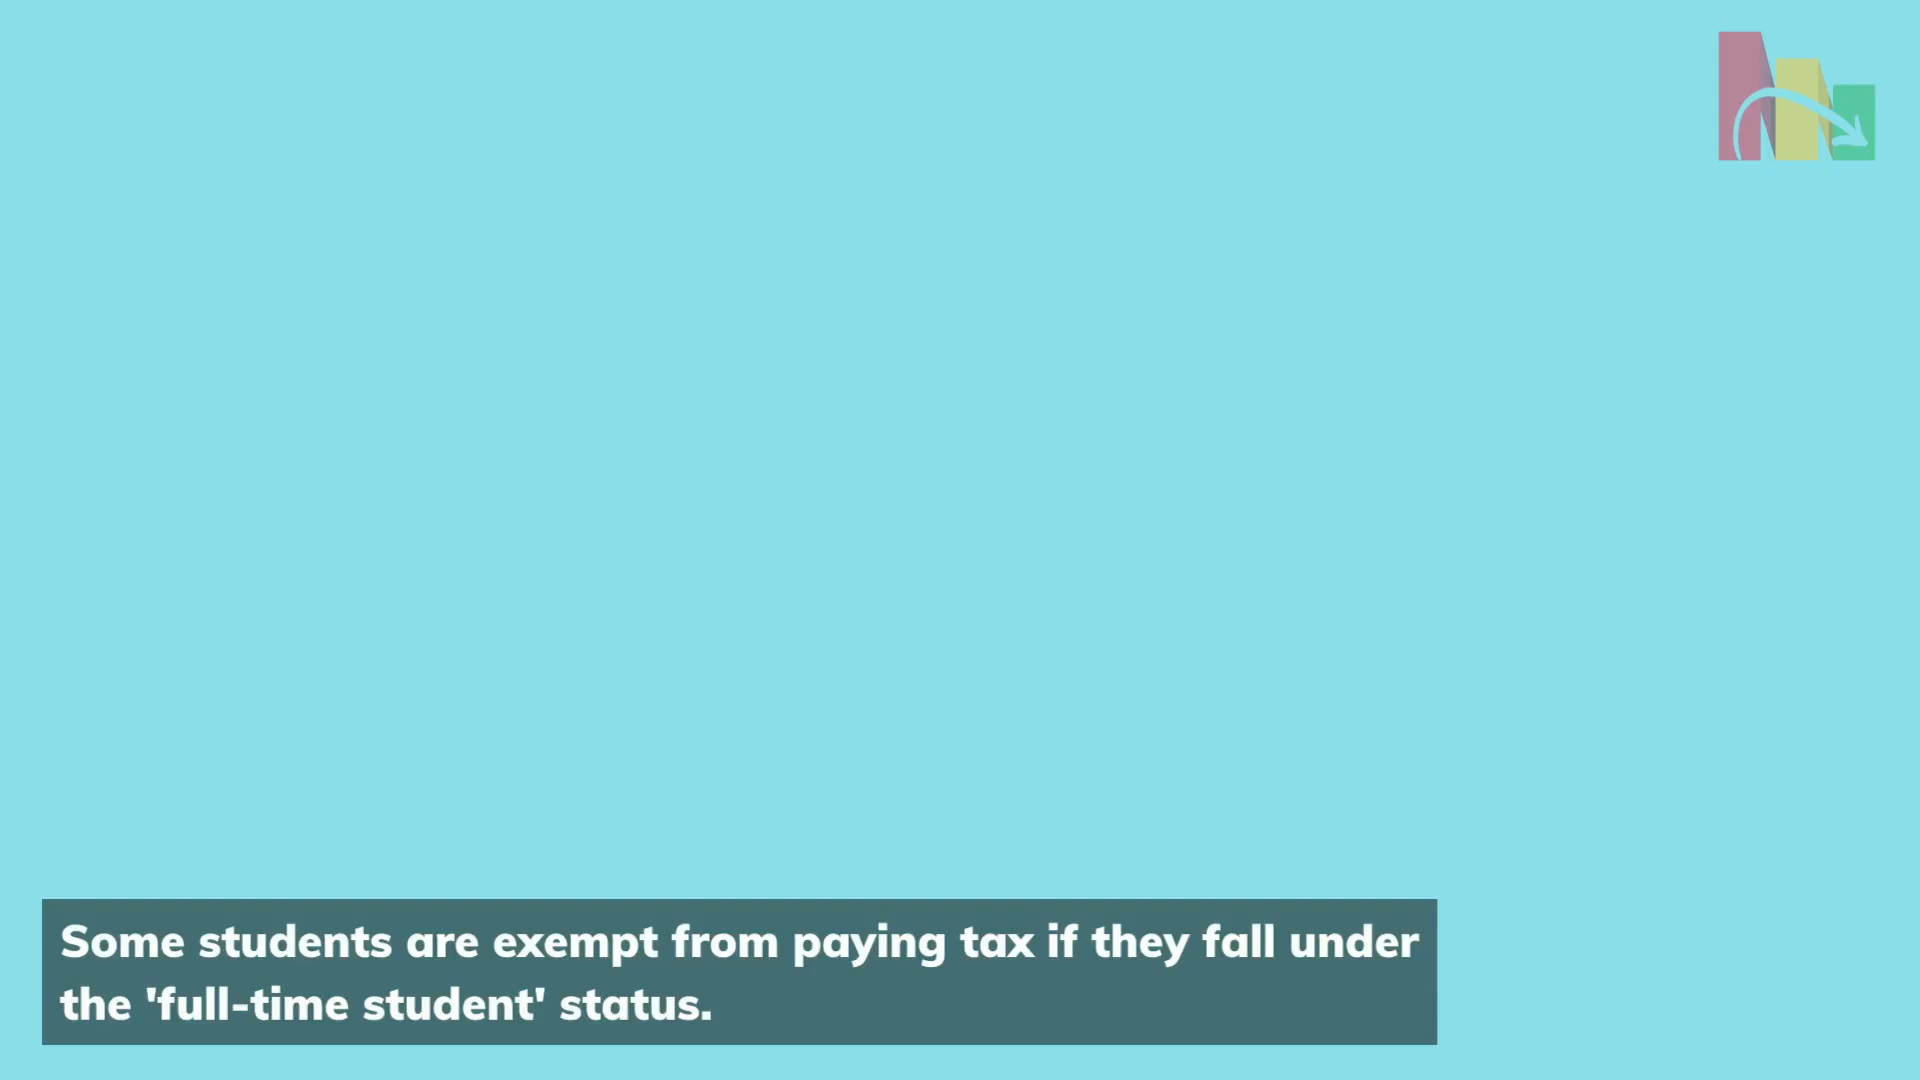 Some students are exempt from paying tax if they fall under
the 'full-time student' status.